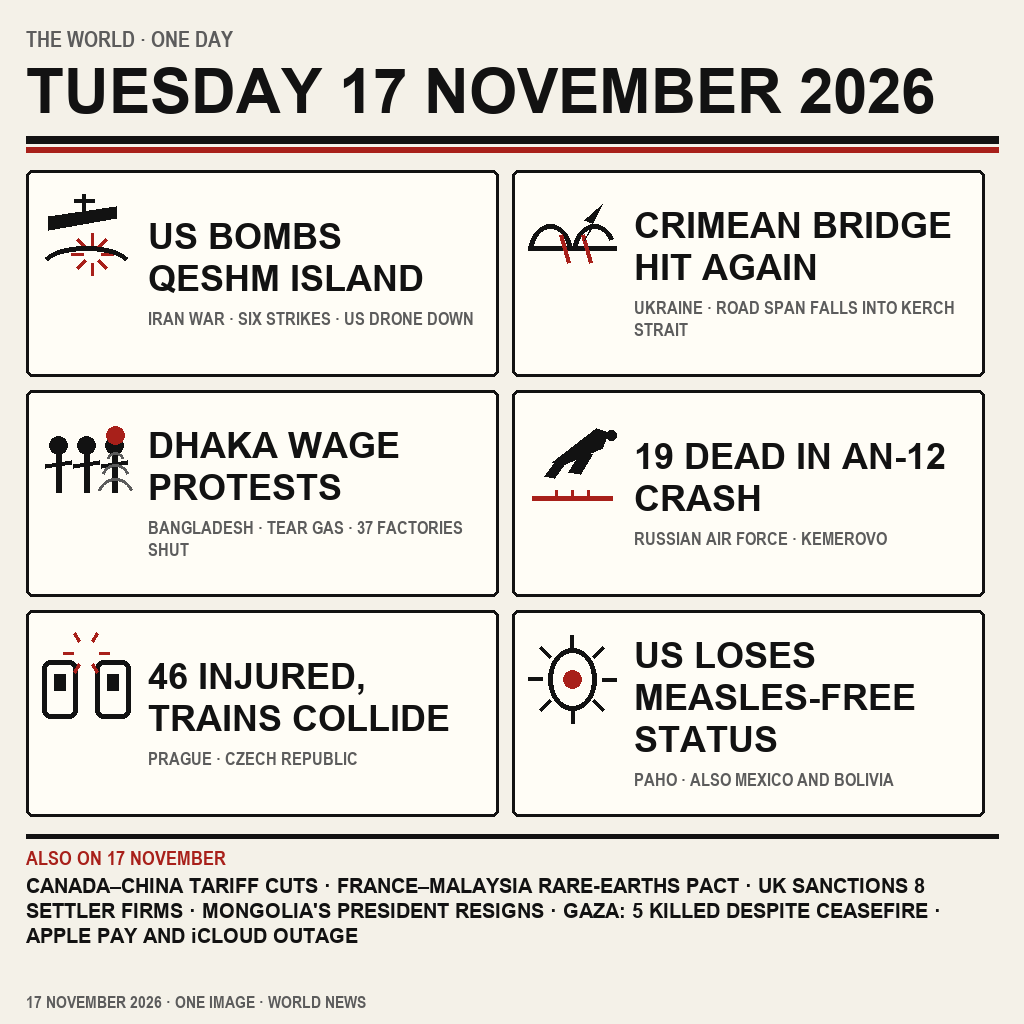 THE WORLD · ONE DAY
TUESDAY 17 NOVEMBER 2026
US BOMBS
QESHM ISLAND
IRAN WAR · SIX STRIKES · US DRONE DOWN
CRIMEAN BRIDGE
HIT AGAIN
UKRAINE · ROAD SPAN FALLS INTO KERCH
STRAIT
DHAKA WAGE
PROTESTS
BANGLADESH · TEAR GAS · 37 FACTORIES
SHUT
19 DEAD IN AN-12
CRASH
RUSSIAN AIR FORCE · KEMEROVO
46 INJURED,
TRAINS COLLIDE
PRAGUE · CZECH REPUBLIC
US LOSES
MEASLES-FREE
STATUS
PAHO · ALSO MEXICO AND BOLIVIA
ALSO ON 17 NOVEMBER
CANADA–CHINA TARIFF CUTS · FRANCE–MALAYSIA RARE-EARTHS PACT · UK SANCTIONS 8
SETTLER FIRMS · MONGOLIA'S PRESIDENT RESIGNS · GAZA: 5 KILLED DESPITE CEASEFIRE ·
APPLE PAY AND iCLOUD OUTAGE
17 NOVEMBER 2026 · ONE IMAGE · WORLD NEWS